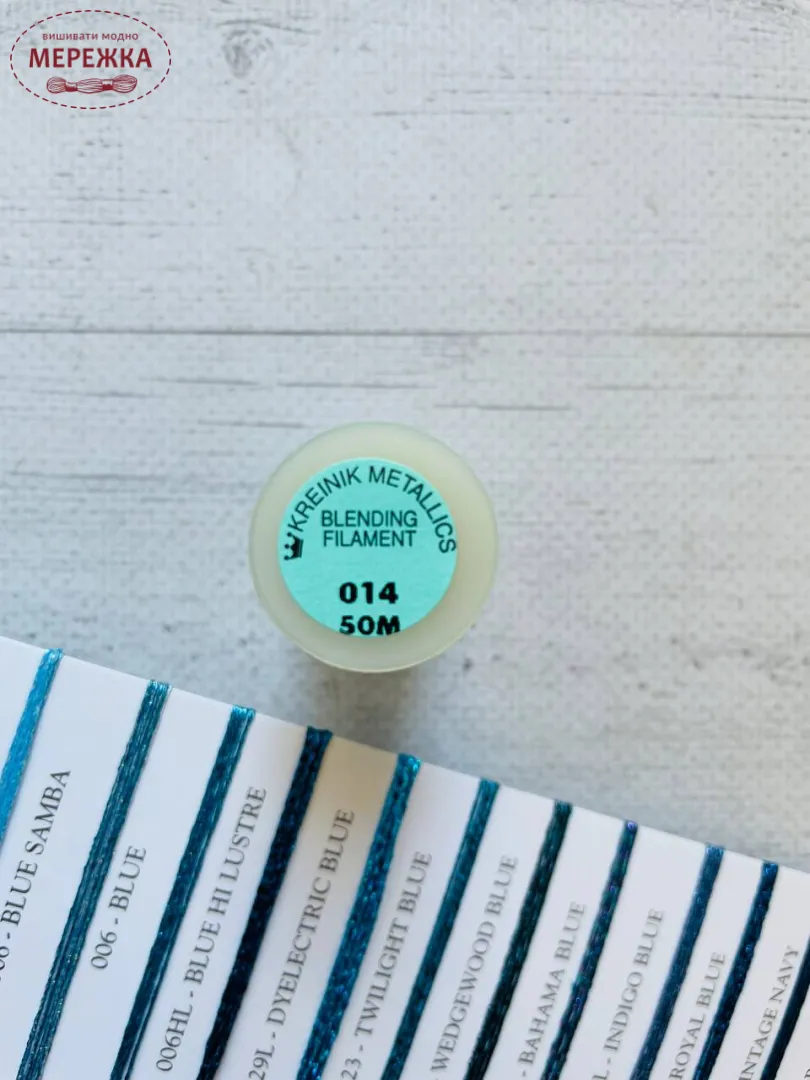 вишивати модно
МЕРЕЖКА
KREINIK METALLICS
BLENDING
FILAMENT
014
50M
- BLUE SAMBA
006 - BLUE
006HL - BLUE HI LUSTRE
- DYELECTRIC BLUE
- TWILIGHT BLUE
WEDGEWOOD BLUE
- BAHAMA BLUE
- INDIGO BLUE
ROYAL BLUE
NAVY